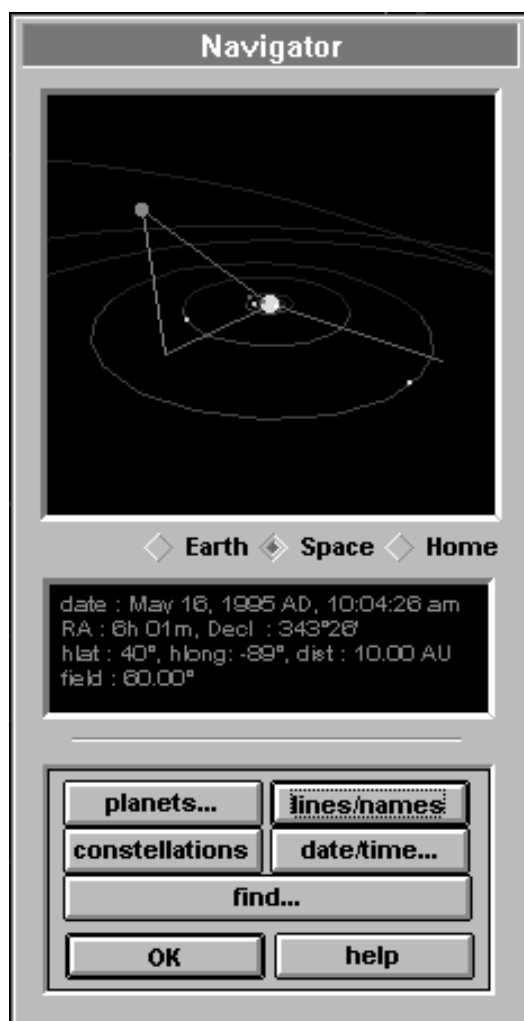 Navigator
Earth Space Home
date : May 16, 1995 AD, 10:04:26 am
RA : 6h 01m, Decl : 343°26'
hlat : 40°, hlong: -89°, dist : 10.00 AU
field : 60.00°
planets... lines/names
constellations date/time...
find...
OK help